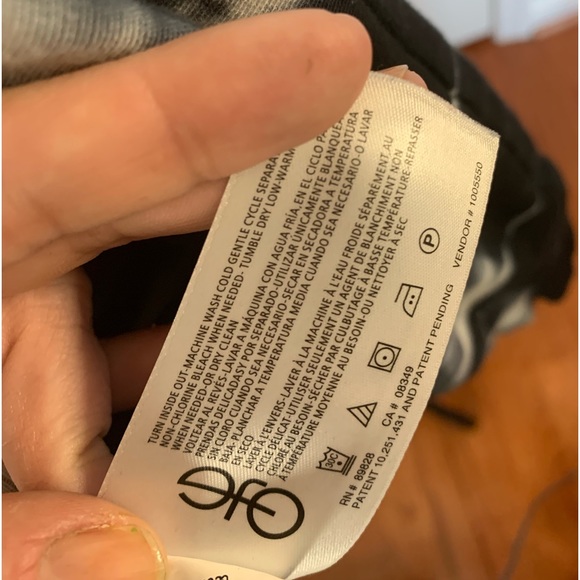 TURN INSIDE OUT-MACHINE WASH COLD GENTLE CYCLE SEPARA
WHEN NEEDED-OR DRY CLEAN
NON-CHLORINE BLEACH WHEN NEEDED- TUMBLE DRY LOW-WARM
VOLTEAR AL REVÉS-LAVAR A MÁQUINA CON AGUA FRÍA, EN EL CICLO PA
PRENDAS DELICADAS Y POR SEPARADO-UTILIZAR ÚNICAMENTE BLANQUE
SIN CLORO CUANDO SEA NECESARIO-SECAR EN SECADORA A TEMPERATURA
BAJA- PLANCHAR A TEMPERATURA MEDIA CUANDO SEA NECESARIO-O LAVAR
EN SECO
LAVER À L'ENVERS-LAVER À LA MACHINE À L'EAU FROIDE SÉPARÉMENT, AU
CYCLE DÉLICAT-UTILISER SEULEMENT UN AGENT DE BLANCHIMENT NON
CHLORÉ AU BESOIN-SÉCHER PAR CULBUTAGE À BASSE TEMPÉRATURE-REPASSER
À TEMPÉRATURE MOYENNE AU BESOIN-OU NETTOYER À SEC
30C
P
RN # 89828 CA # 08349 VENDOR # 1005550
PATENT 10,251,431 AND PATENT PENDING